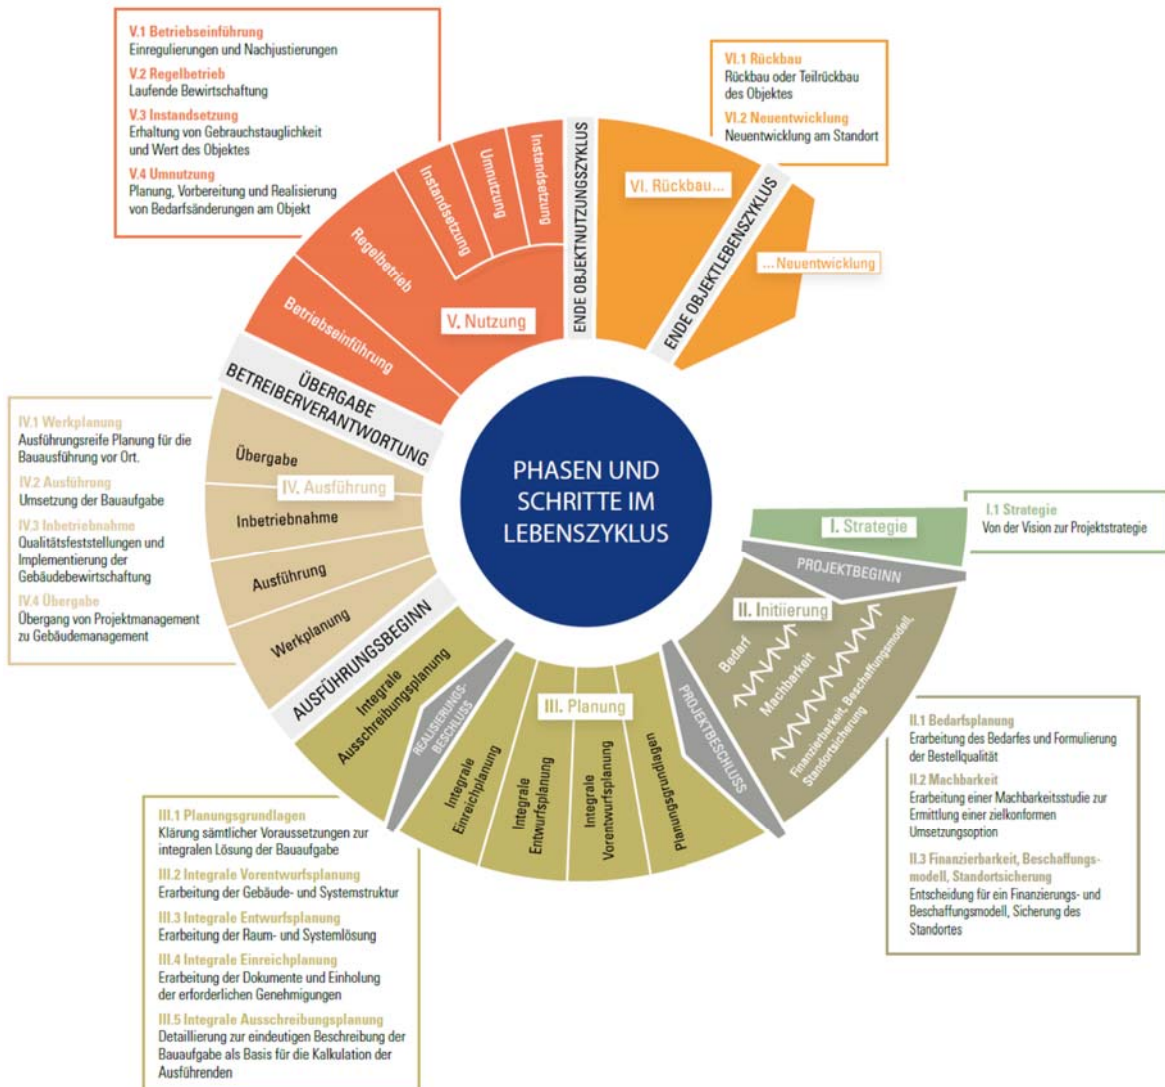 V.1 Betriebseinführung
Einregulierungen und Nachjustierungen
V.2 Regelbetrieb
Laufende Bewirtschaftung
V.3 Instandsetzung
Erhaltung von Gebrauchstauglichkeit
und Wert des Objektes
V.4 Umnutzung
Planung, Vorbereitung und Realisierung
von Bedarfsänderungen am Objekt
VI.1 Rückbau
Rückbau oder Teilrückbau
des Objektes
VI.2 Neuentwicklung
Neuentwicklung am Standort
Betriebseinführung
Regelbetrieb
Instandsetzung
Umnutzung
Instandsetzung
V. Nutzung
ENDE OBJEKTNUTZUNGSZYKLUS
VI. Rückbau...
ENDE OBJEKTLEBENSZYKLUS
... Neuentwicklung
ÜBERGABE
BETREIBERVERANTWORTUNG
IV.1 Werkplanung
Ausführungsreife Planung für die
Bauausführung vor Ort.
IV.2 Ausführung
Umsetzung der Bauaufgabe
IV.3 Inbetriebnahme
Qualitätsfeststellungen und
Implementierung der
Gebäudebewirtschaftung
IV.4 Übergabe
Übergang von Projektmanagement
zu Gebäudemanagement
Übergabe
IV. Ausführung
Inbetriebnahme
Ausführung
Werkplanung
PHASEN UND
SCHRITTE IM
LEBENSZYKLUS
I. Strategie
I.1 Strategie
Von der Vision zur Projektstrategie
PROJEKTBEGINN
II. Initiierung
Bedarf
Machbarkeit
Finanzierbarkeit, Beschaffungsmodell,
Standortsicherung
II.1 Bedarfsplanung
Erarbeitung des Bedarfes und Formulierung
der Bestellqualität
II.2 Machbarkeit
Erarbeitung einer Machbarkeitsstudie zur
Ermittlung einer zielkonformen
Umsetzungsoption
II.3 Finanzierbarkeit, Beschaffungs-
modell, Standortsicherung
Entscheidung für ein Finanzierungs- und
Beschaffungsmodell, Sicherung des
Standortes
AUSFÜHRUNGSBEGINN
Integrale
Ausschreibungsplanung
REALISIERUNGS-
BESCHLUSS
III. Planung
Integrale
Einreichplanung
Integrale
Entwurfsplanung
Integrale
Vorentwurfsplanung
Planungsgrundlagen
PROJEKTBESCHLUSS
III.1 Planungsgrundlagen
Klärung sämtlicher Voraussetzungen zur
integralen Lösung der Bauaufgabe
III.2 Integrale Vorentwurfsplanung
Erarbeitung der Gebäude- und Systemstruktur
III.3 Integrale Entwurfsplanung
Erarbeitung der Raum- und Systemlösung
III.4 Integrale Einreichplanung
Erarbeitung der Dokumente und Einholung
der erforderlichen Genehmigungen
III.5 Integrale Ausschreibungsplanung
Detaillierung zur eindeutigen Beschreibung der
Bauaufgabe als Basis für die Kalkulation der
Ausführenden